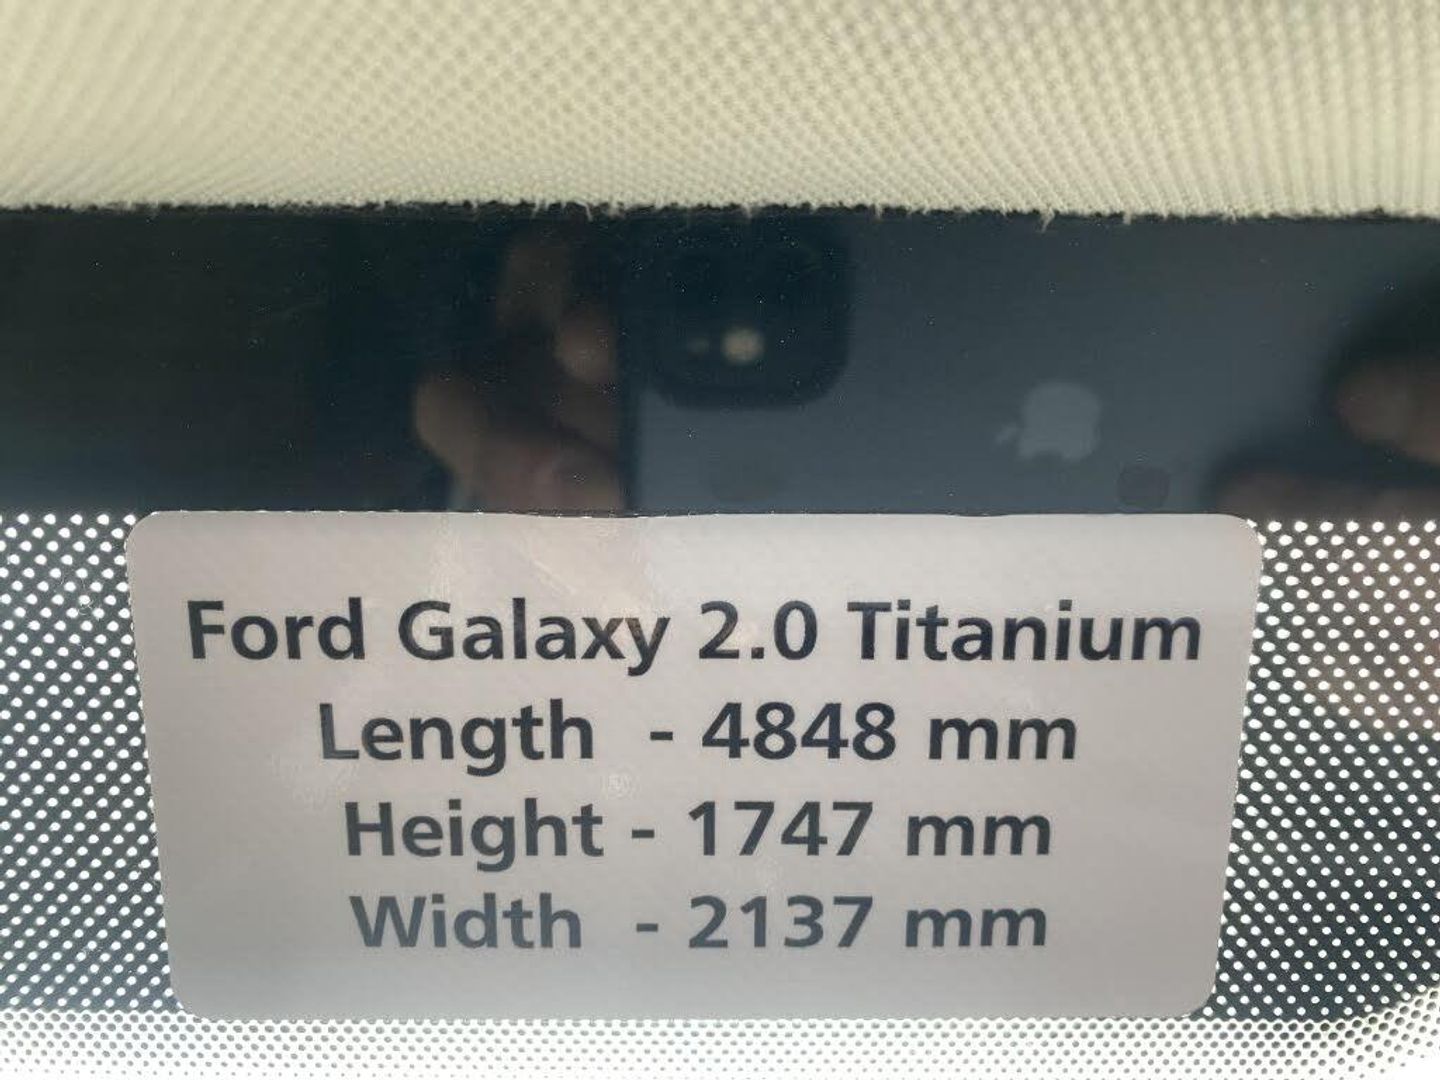 Ford Galaxy 2.0 Titanium
Length - 4848 mm
Height - 1747 mm
Width - 2137 mm